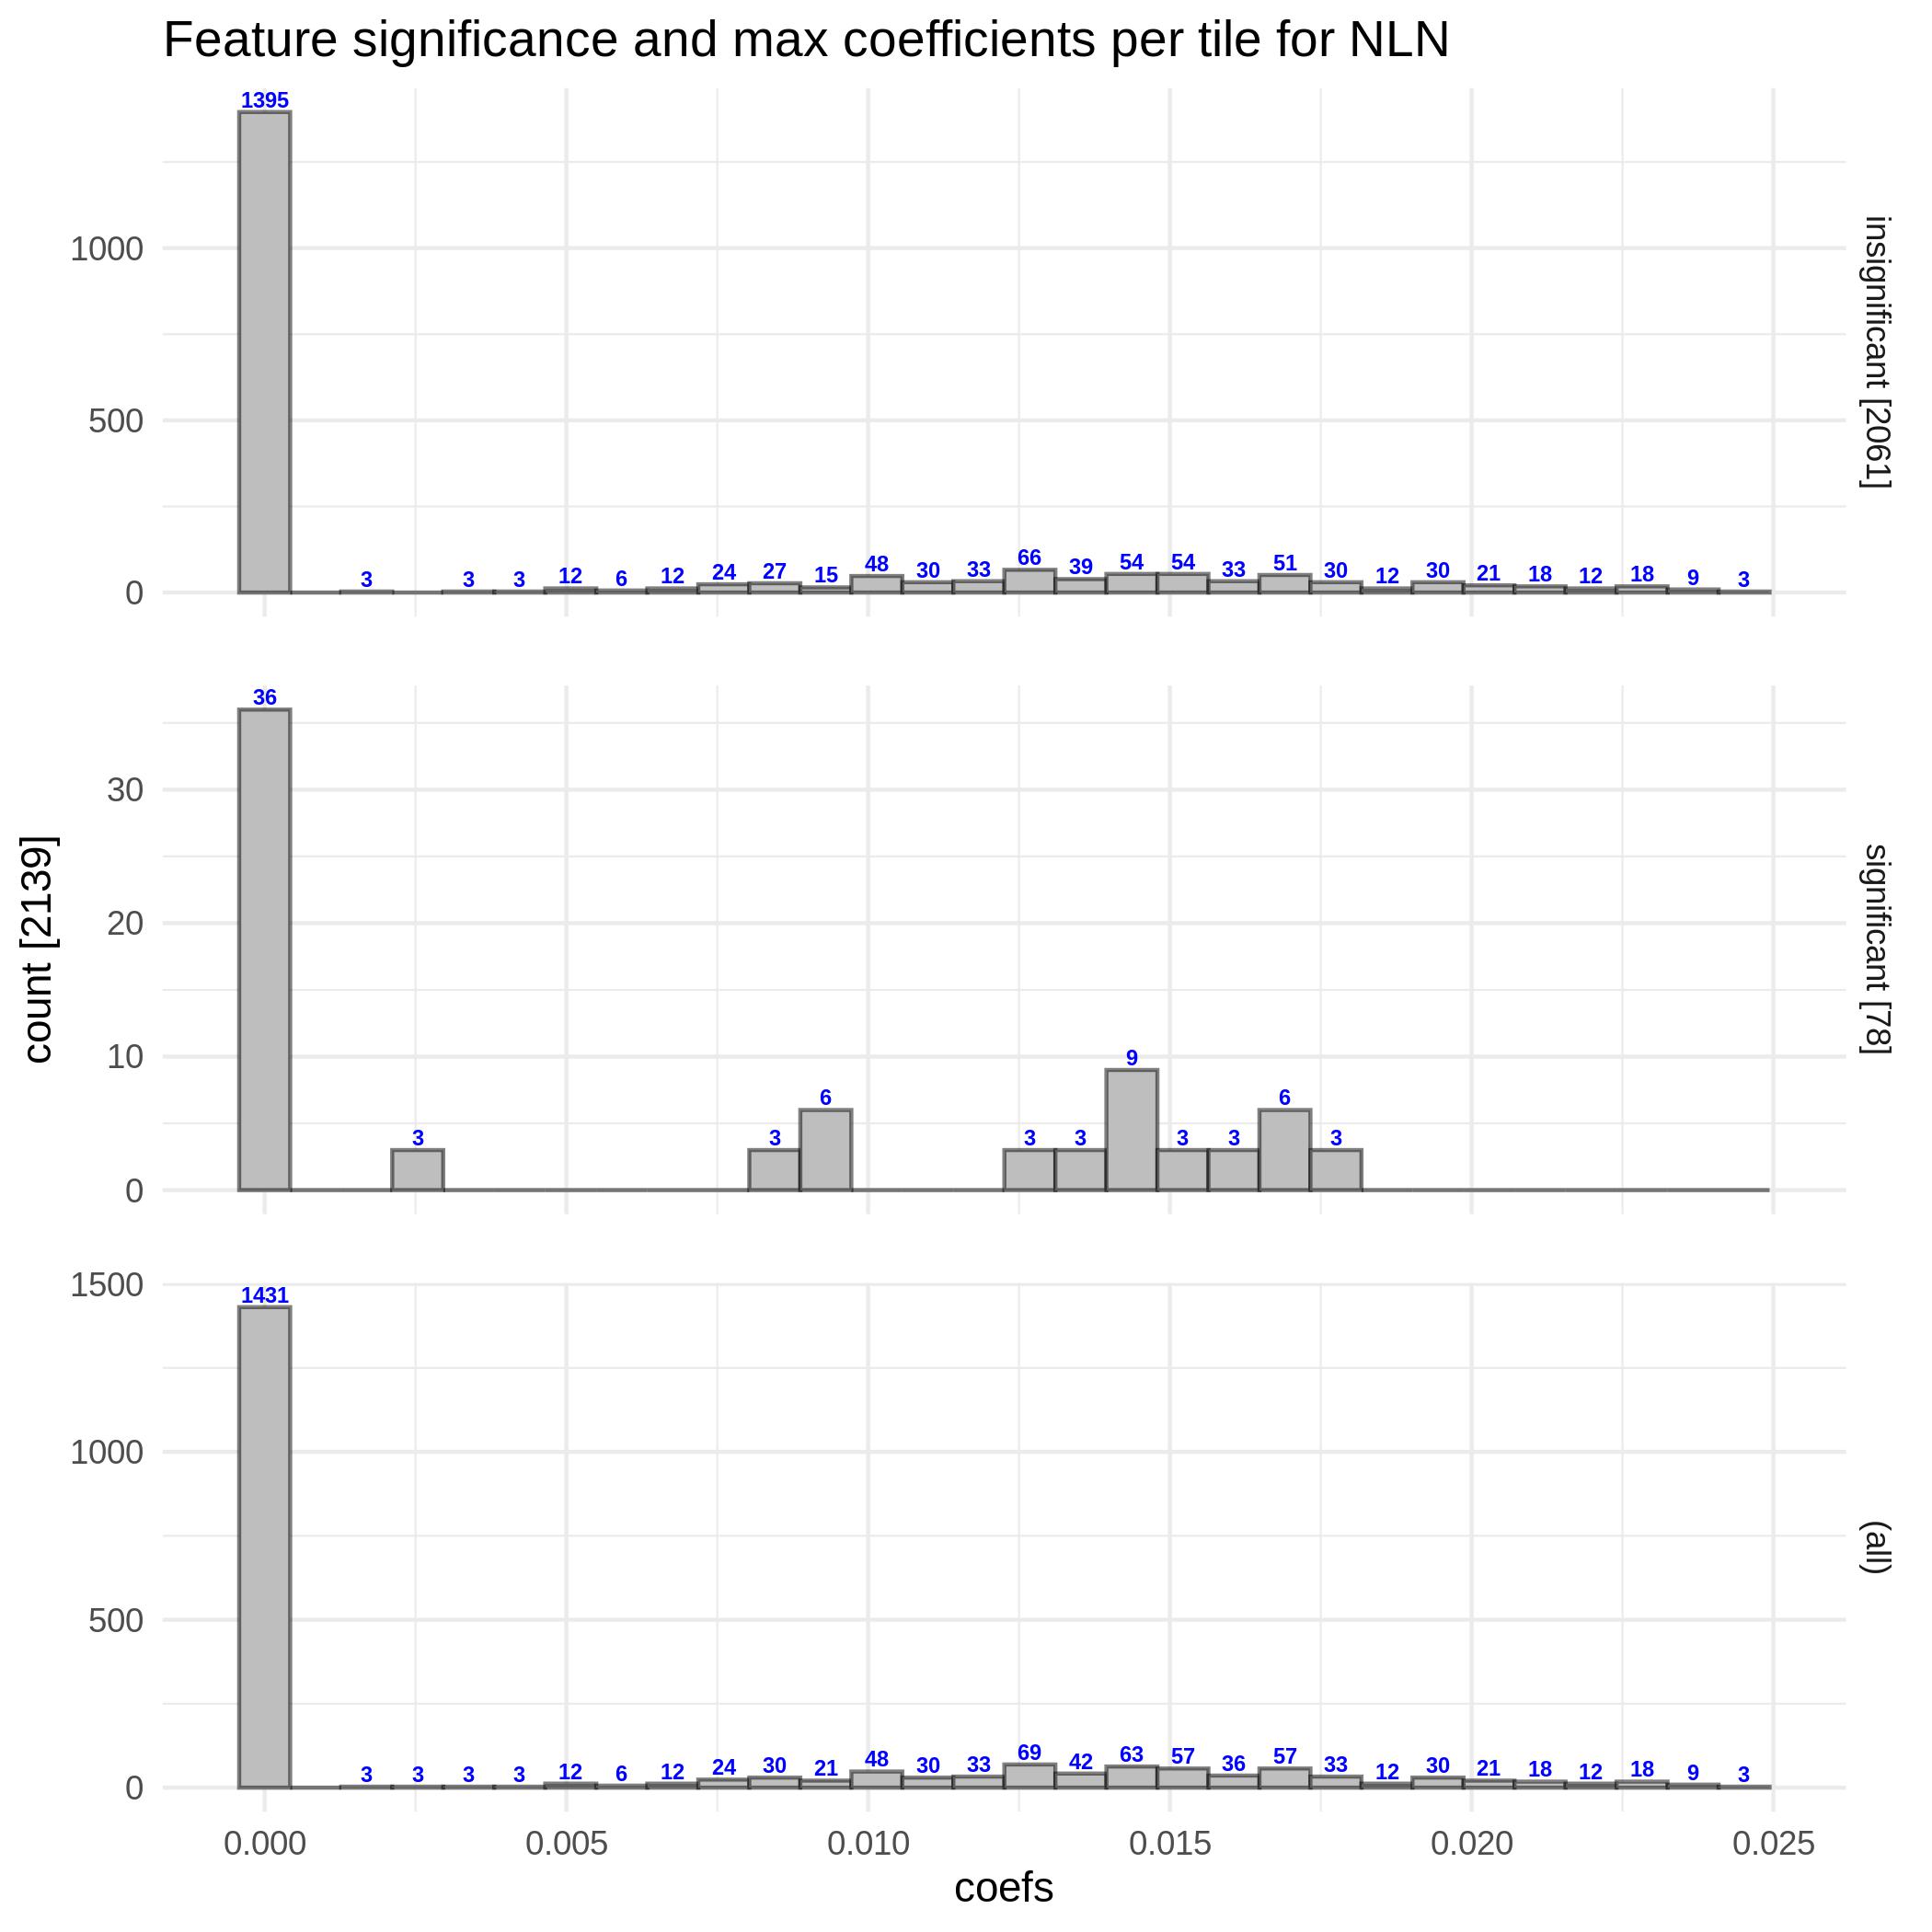 Feature significance and max coefficients per tile for NLN
1395
3 3 3 12 6 12 24 27 15 48 30 33 66 39 54 54 33 51 30 12 30 21 18 12 18 9 3
1000
500
0
insignificant [2061]
36
3 3 6 3 3 9 3 3 6 3
30
20
10
0
significant [78]
count [2139]
1431
3 3 3 3 12 6 12 24 30 21 48 30 33 69 42 63 57 36 57 33 12 30 21 18 12 18 9 3
1500
1000
500
0
(all)
0.000 0.005 0.010 0.015 0.020 0.025
coefs